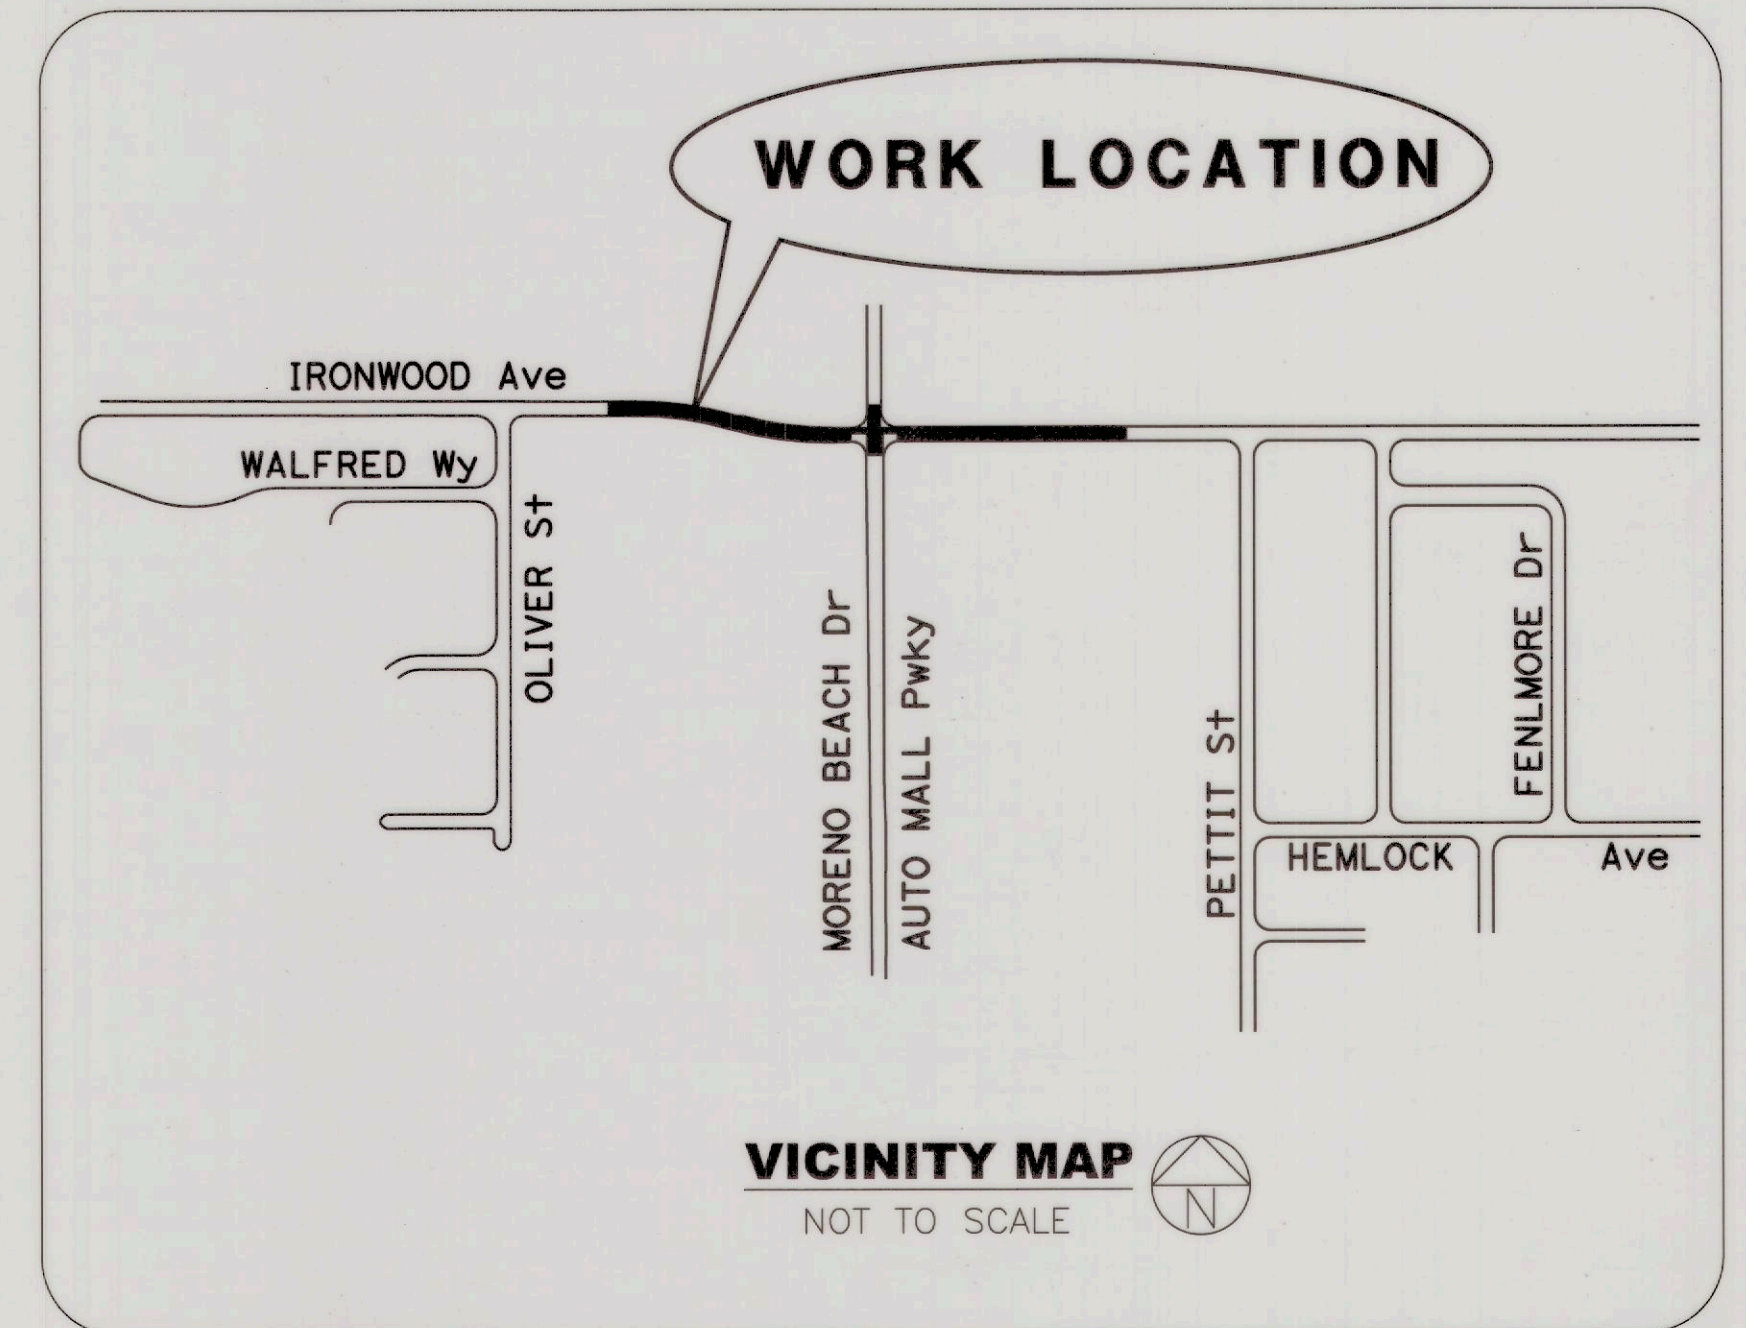 WORK LOCATION
IRONWOOD Ave
WALFRED Wy
OLIVER St
MORENO BEACH Dr
AUTO MALL Pwky
PETTIT St
FENLMORE Dr
HEMLOCK Ave
VICINITY MAP
NOT TO SCALE
N